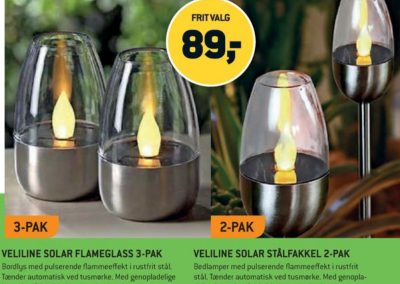 FRIT VALG
89,-
3-PAK
2-PAK
VELILINE SOLAR FLAMEGLASS 3-PAK
Bordlys med pulserende flammeeffekt i rustfrit stål.
Tænder automatisk ved tusmørke. Med genopladelige
VELILINE SOLAR STÅLFAKKEL 2-PAK
Bedlamper med pulserende flammeeffekt i rustfrit
stål. Tænder automatisk ved tusmørke. Med genopla-